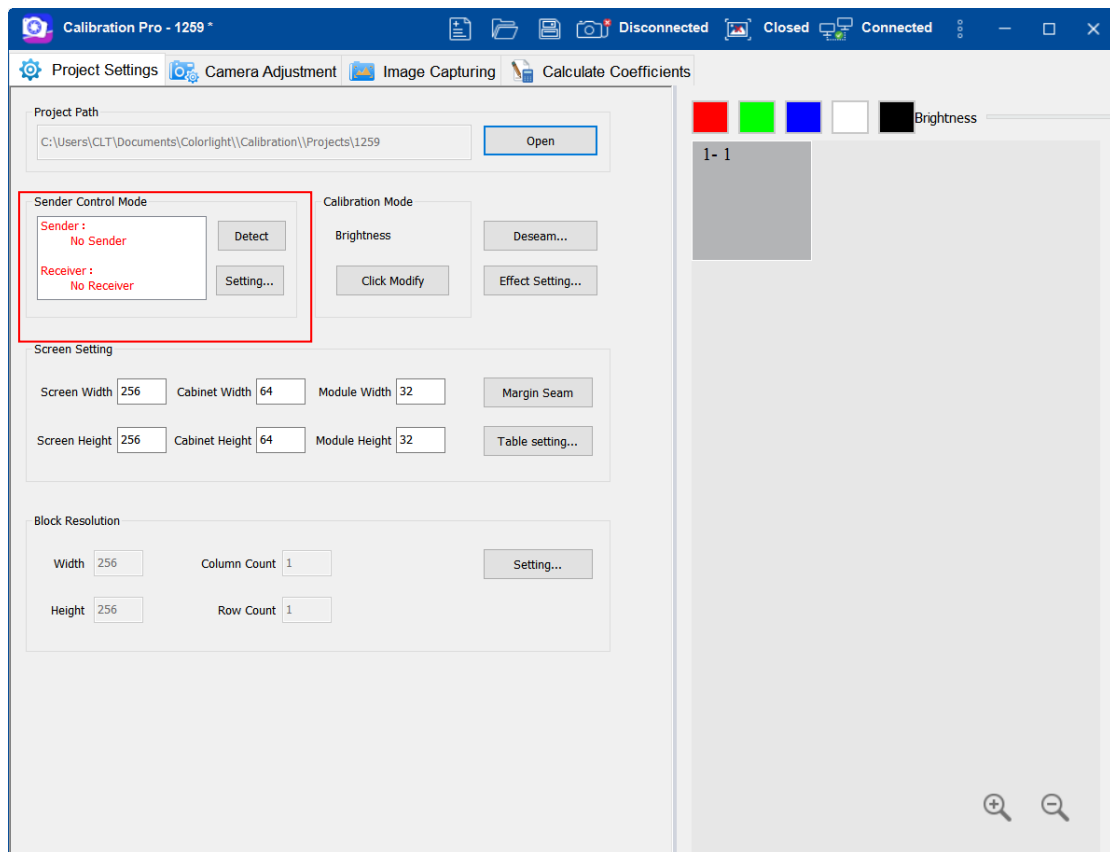 Calibration Pro - 1259 *
Disconnected
Closed
Connected
Project Settings
Camera Adjustment
Image Capturing
Calculate Coefficients
Project Path
C:\Users\CLT\Documents\Colorlight\\Calibration\\Projects\1259
Open
Sender Control Mode
Sender:
No Sender
Receiver:
No Receiver
Detect
Setting...
Calibration Mode
Brightness
Click Modify
Deseam...
Effect Setting...
Screen Setting
Screen Width 256 Cabinet Width 64 Module Width 32
Margin Seam
Screen Height 256 Cabinet Height 64 Module Height 32
Table setting...
Block Resolution
Width 256 Column Count 1
Setting...
Height 256 Row Count 1
Brightness
1- 1